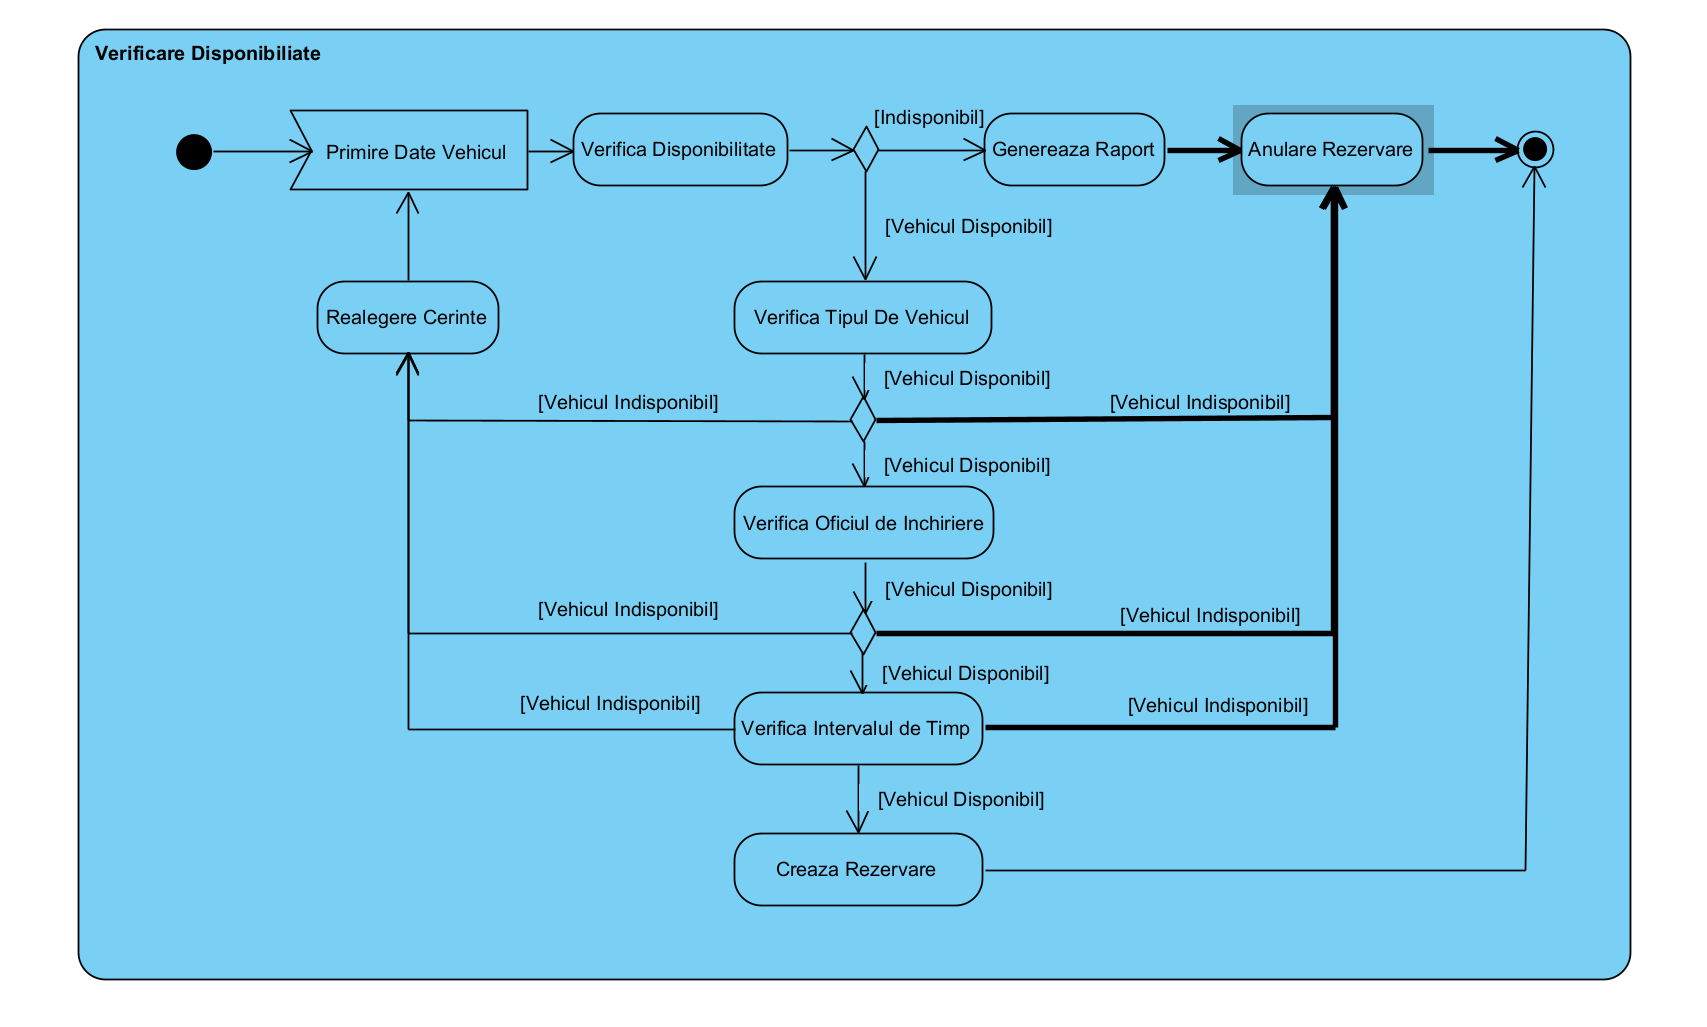 Verificare Disponibiliate
[Indisponibil]
Primire Date Vehicul
Verifica Disponibilitate
Genereaza Raport
Anulare Rezervare
[Vehicul Disponibil]
Realegere Cerinte
Verifica Tipul De Vehicul
[Vehicul Disponibil]
[Vehicul Indisponibil]
[Vehicul Indisponibil]
[Vehicul Disponibil]
Verifica Oficiul de Inchiriere
[Vehicul Disponibil]
[Vehicul Indisponibil]
[Vehicul Indisponibil]
[Vehicul Disponibil]
[Vehicul Indisponibil]
[Vehicul Indisponibil]
Verifica Intervalul de Timp
[Vehicul Disponibil]
Creaza Rezervare